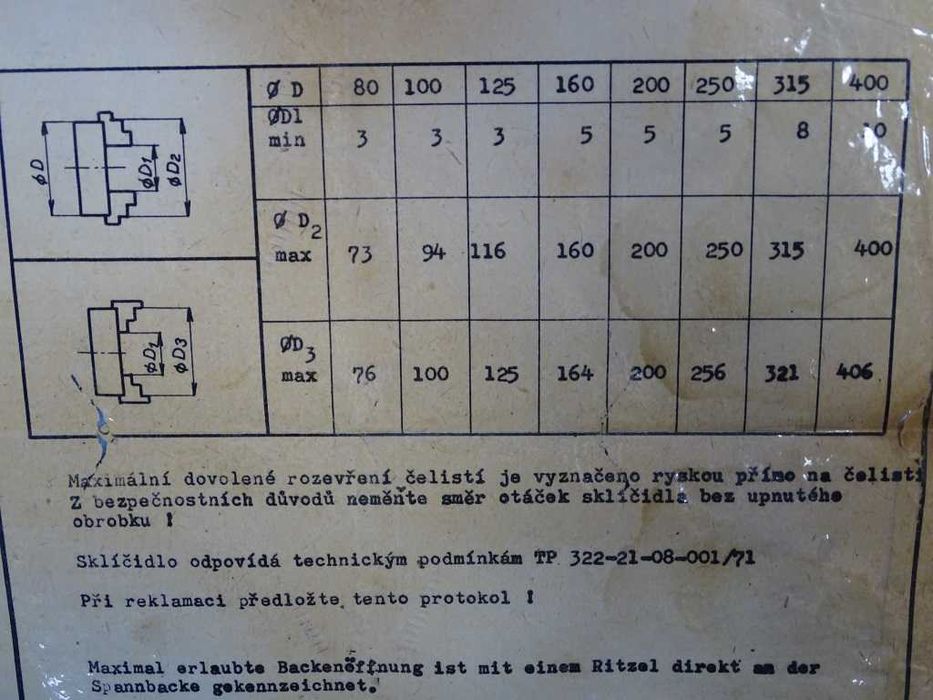 Ø D 80 100 125 160 200 250 315 400
ØD1
min 3 3 3 5 5 5 8
Ø D2
max 73 94 116 160 200 250 315 400
ØD3
max 76 100 125 164 200 256 321 406
ØD ØD1 ØD2
ØD1 ØD3
Maximální dovolené rozevření čelistí je vyznačeno ryskou přímo na čelisti
Z bezpečnostních důvodů neměňte směr otáček sklíčidla bez upnutého
obrobku !
Sklíčidlo odpovídá technickým podmínkám TP 322-21-08-001/71
Při reklamaci předložte tento protokol !
Maximal erlaubte Backenöffnung ist mit einem Ritzel direkt an der
Spannbacke gekennzeichnet.